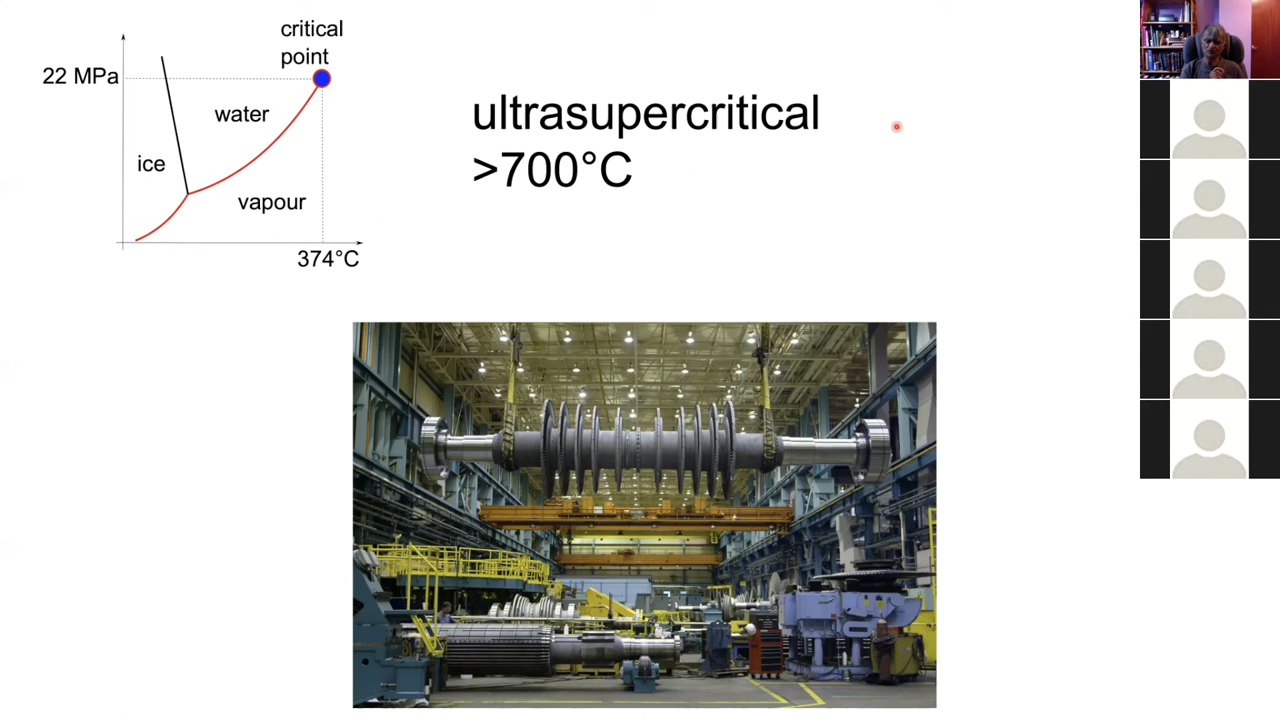 critical
point
22 MPa
water
ice
vapour
374°C
ultrasupercritical
>700°C